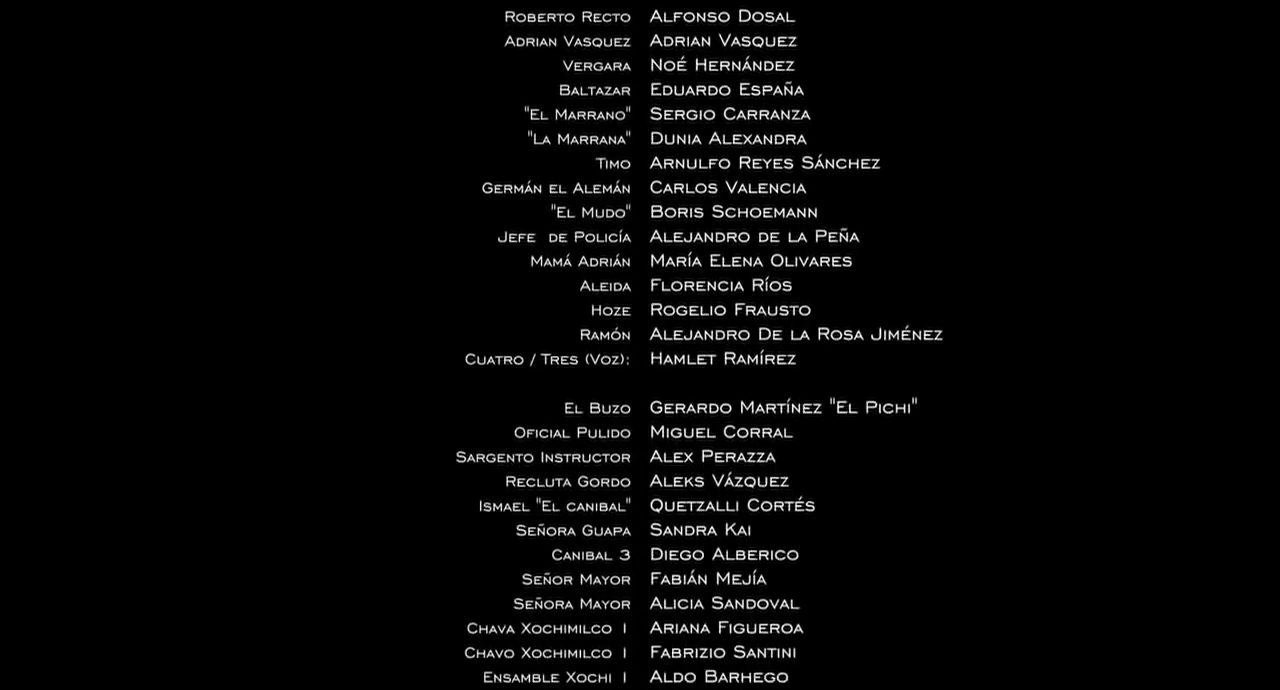 Roberto Recto Alfonso Dosal
Adrian Vasquez Adrian Vasquez
Vergara Noé Hernández
Baltazar Eduardo España
"El Marrano" Sergio Carranza
"La Marrana" Dunia Alexandra
Timo Arnulfo Reyes Sánchez
Germán el Alemán Carlos Valencia
"El Mudo" Boris Schoemann
Jefe de Policía Alejandro de la Peña
Mamá Adrián María Elena Olivares
Aleida Florencia Ríos
Hoze Rogelio Frausto
Ramón Alejandro De la Rosa Jiménez
Cuatro / Tres (Voz): Hamlet Ramírez
El Buzo Gerardo Martínez "El Pichi"
Oficial Pulido Miguel Corral
Sargento Instructor Alex Perazza
Recluta Gordo Aleks Vázquez
Ismael "El canibal" Quetzalli Cortés
Señora Guapa Sandra Kai
Canibal 3 Diego Alberico
Señor Mayor Fabián Mejía
Señora Mayor Alicia Sandoval
Chava Xochimilco 1 Ariana Figueroa
Chavo Xochimilco 1 Fabrizio Santini
Ensamble Xochi 1 Aldo Barhego